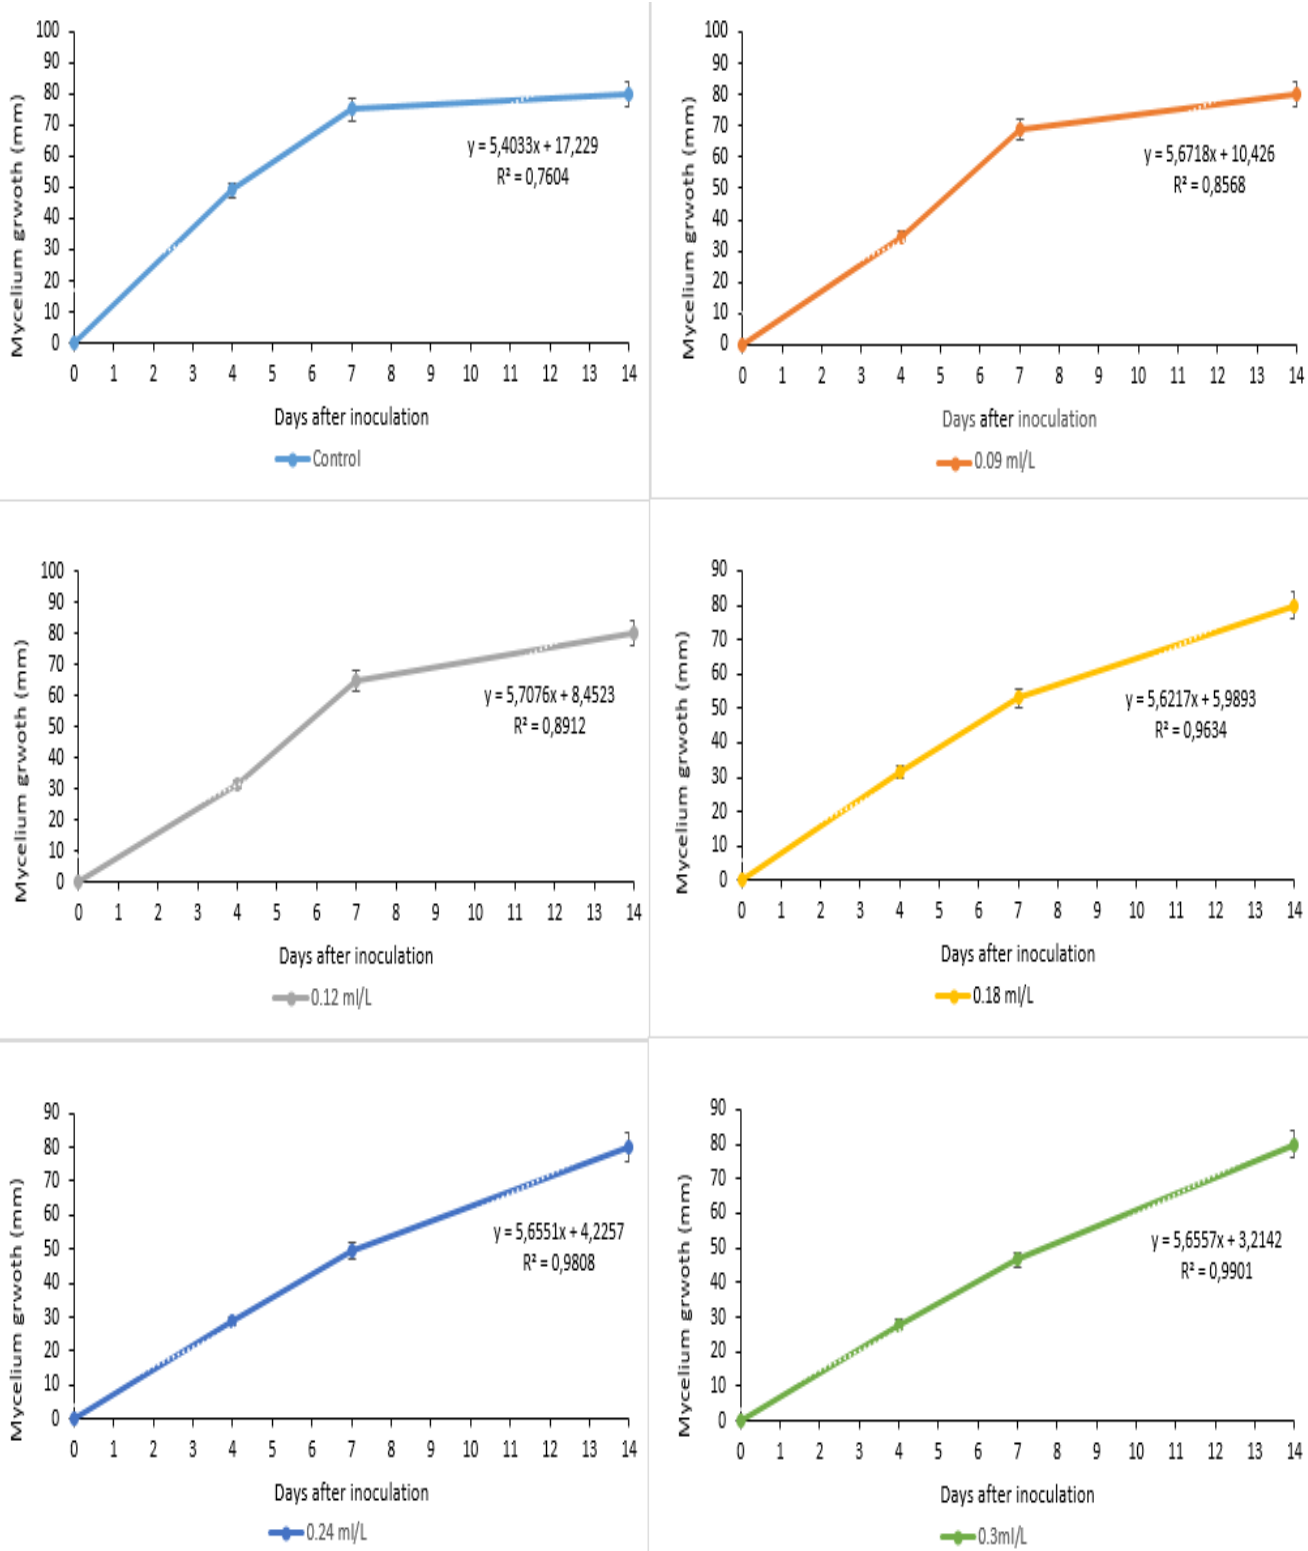 100
90
80
70
60
50
40
30
20
10
0
Mycelium grwoth (mm)
y = 5,4033x + 17,229
R² = 0,7604
0 1 2 3 4 5 6 7 8 9 10 11 12 13 14
Days after inoculation
Control
100
90
80
70
60
50
40
30
20
10
0
Mycelium grwoth (mm)
y = 5,6718x + 10,426
R² = 0,8568
0 1 2 3 4 5 6 7 8 9 10 11 12 13 14
Days after inoculation
0.09 ml/L
100
90
80
70
60
50
40
30
20
10
0
Mycelium grwoth (mm)
y = 5,7076x + 8,4523
R² = 0,8912
0 1 2 3 4 5 6 7 8 9 10 11 12 13 14
Days after inoculation
0.12 ml/L
90
80
70
60
50
40
30
20
10
0
Mycelium grwoth (mm)
y = 5,6217x + 5,9893
R² = 0,9634
0 1 2 3 4 5 6 7 8 9 10 11 12 13 14
Days after inoculation
0.18 ml/L
90
80
70
60
50
40
30
20
10
0
Mycelium grwoth (mm)
y = 5,6551x + 4,2257
R² = 0,9808
0 1 2 3 4 5 6 7 8 9 10 11 12 13 14
Days after inoculation
0.24 ml/L
90
80
70
60
50
40
30
20
10
0
Mycelium grwoth (mm)
y = 5,6557x + 3,2142
R² = 0,9901
0 1 2 3 4 5 6 7 8 9 10 11 12 13 14
Days after inoculation
0.3ml/L